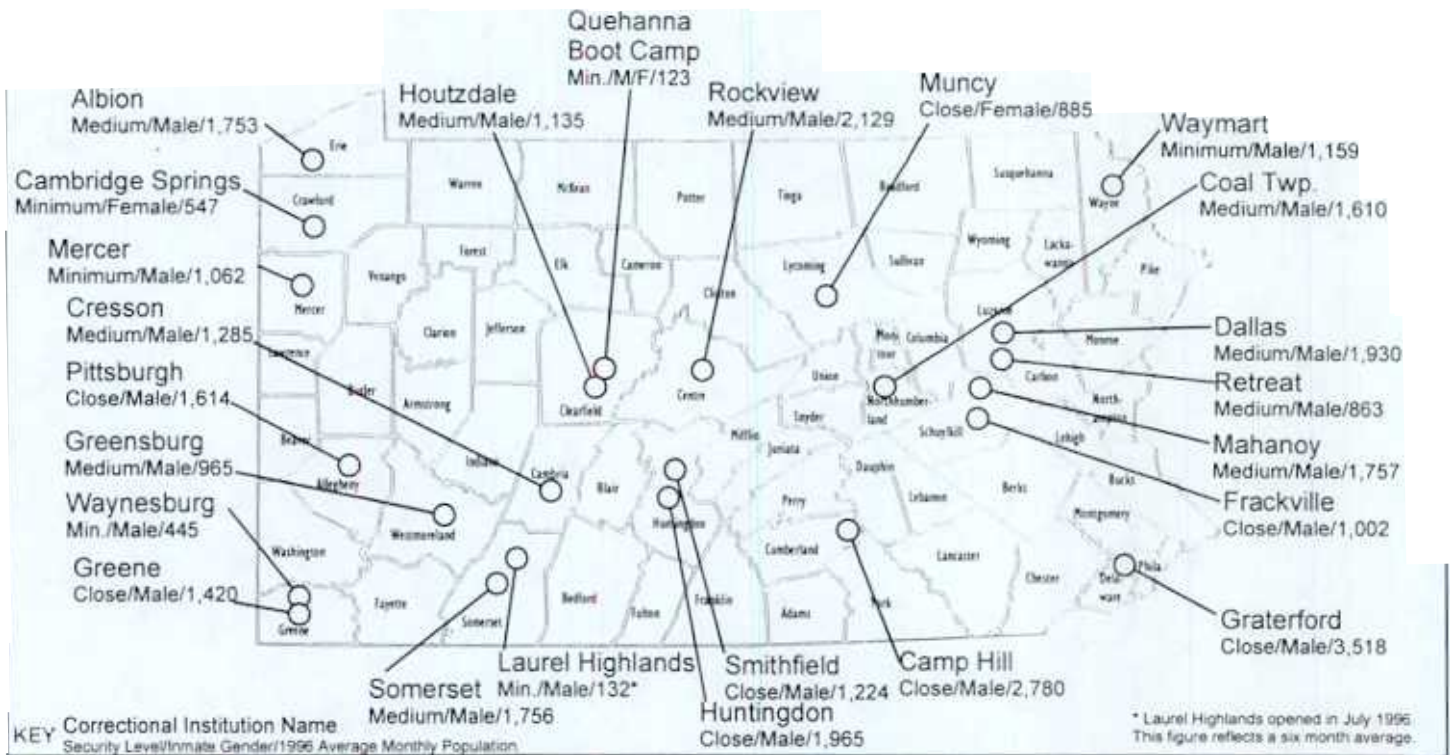 Quehanna
Boot Camp
Min./M/F/123
Albion
Medium/Male/1,753
Houtzdale
Medium/Male/1,135
Rockview
Medium/Male/2,129
Muncy
Close/Female/885
Waymart
Minimum/Male/1,159
Cambridge Springs
Minimum/Female/547
Coal Twp.
Medium/Male/1,610
Mercer
Minimum/Male/1,062
Cresson
Medium/Male/1,285
Dallas
Medium/Male/1,930
Pittsburgh
Close/Male/1,614
Retreat
Medium/Male/863
Greensburg
Medium/Male/965
Mahanoy
Medium/Male/1,757
Waynesburg
Min./Male/445
Frackville
Close/Male/1,002
Greene
Close/Male/1,420
Graterford
Close/Male/3,518
Laurel Highlands
Min./Male/132*
Smithfield
Close/Male/1,224
Camp Hill
Close/Male/2,780
Somerset
Medium/Male/1,756
Huntingdon
Close/Male/1,965
Erie
Crawford
Warren
McKean
Potter
Tioga
Bradford
Susquehanna
Wayne
Wyoming
Lacka-
wanna
Pike
Mercer
Venango
Forest
Elk
Cameron
Clinton
Lycoming
Sullivan
Luzerne
Monroe
Lawrence
Butler
Clarion
Jefferson
Clearfield
Centre
Union
Mon-
tour
Columbia
Carbon
North-
ampton
Beaver
Armstrong
Indiana
Cambria
Blair
Mifflin
Snyder
Juniata
Northumber-
land
Schuylkill
Lehigh
Allegheny
Westmoreland
Huntingdon
Perry
Dauphin
Lebanon
Berks
Bucks
Montgomery
Washington
Greene
Fayette
Somerset
Bedford
Fulton
Franklin
Cumberland
Adams
York
Lancaster
Chester
Dela-
ware
Phila.
KEY Correctional Institution Name
Security Level/Inmate Gender/1996 Average Monthly Population
* Laurel Highlands opened in July 1996.
This figure reflects a six month average.